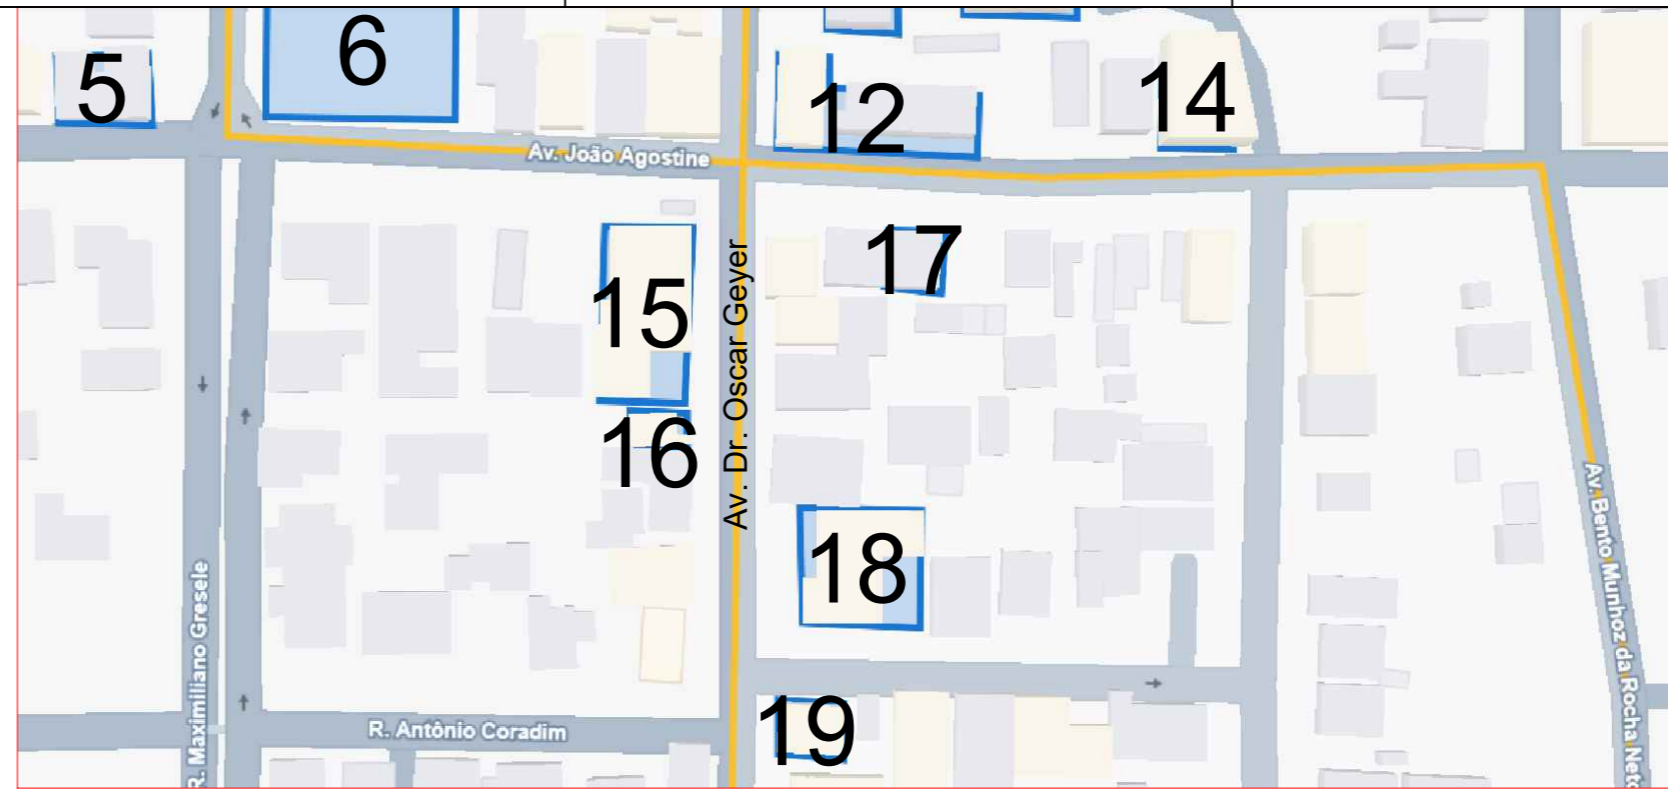 5
6
12
14
Av. João Agostine
15
17
16
Av. Dr. Oscar Geyer
18
19
R. Maximiliano Gresele
R. Antônio Coradim
Av. Bento Munhoz da Rocha Neto